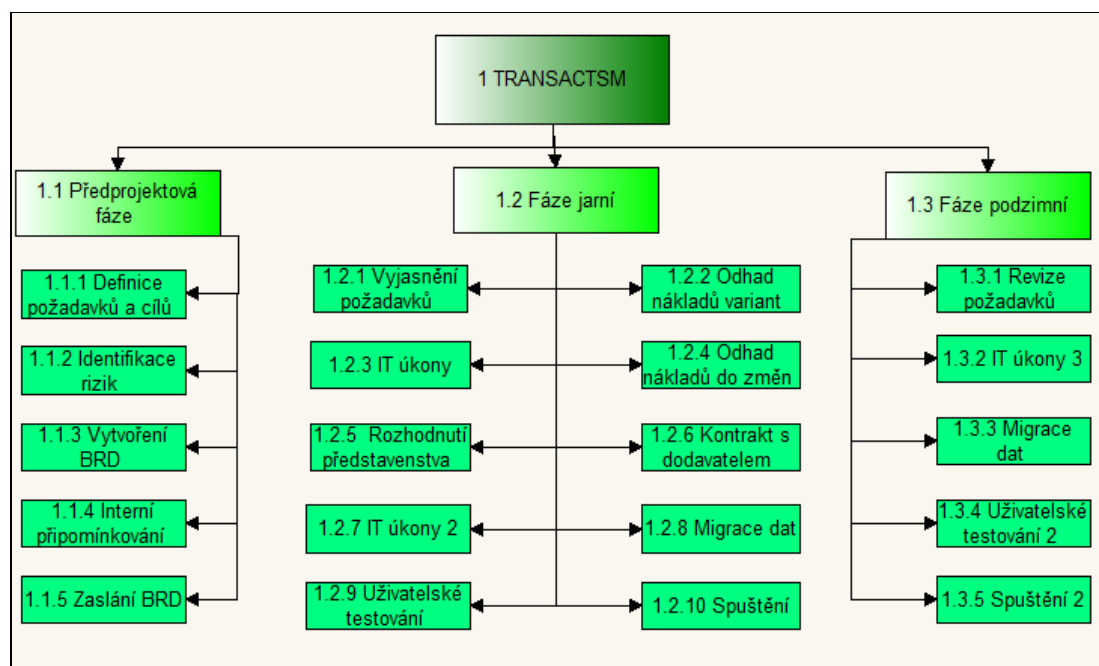 1 TRANSACTSM
1.1 Předprojektová
fáze
1.1.1 Definice
požadavků a cílů
1.1.2 Identifikace
rizik
1.1.3 Vytvoření
BRD
1.1.4 Interní
připomínkování
1.1.5 Zaslání BRD
1.2 Fáze jarní
1.2.1 Vyjasnění
požadavků
1.2.2 Odhad
nákladů variant
1.2.3 IT úkony
1.2.4 Odhad
nákladů do změn
1.2.5 Rozhodnutí
představenstva
1.2.6 Kontrakt s
dodavatelem
1.2.7 IT úkony 2
1.2.8 Migrace dat
1.2.9 Uživatelské
testování
1.2.10 Spuštění
1.3 Fáze podzimní
1.3.1 Revize
požadavků
1.3.2 IT úkony 3
1.3.3 Migrace
dat
1.3.4 Uživatelské
testování 2
1.3.5 Spuštění 2